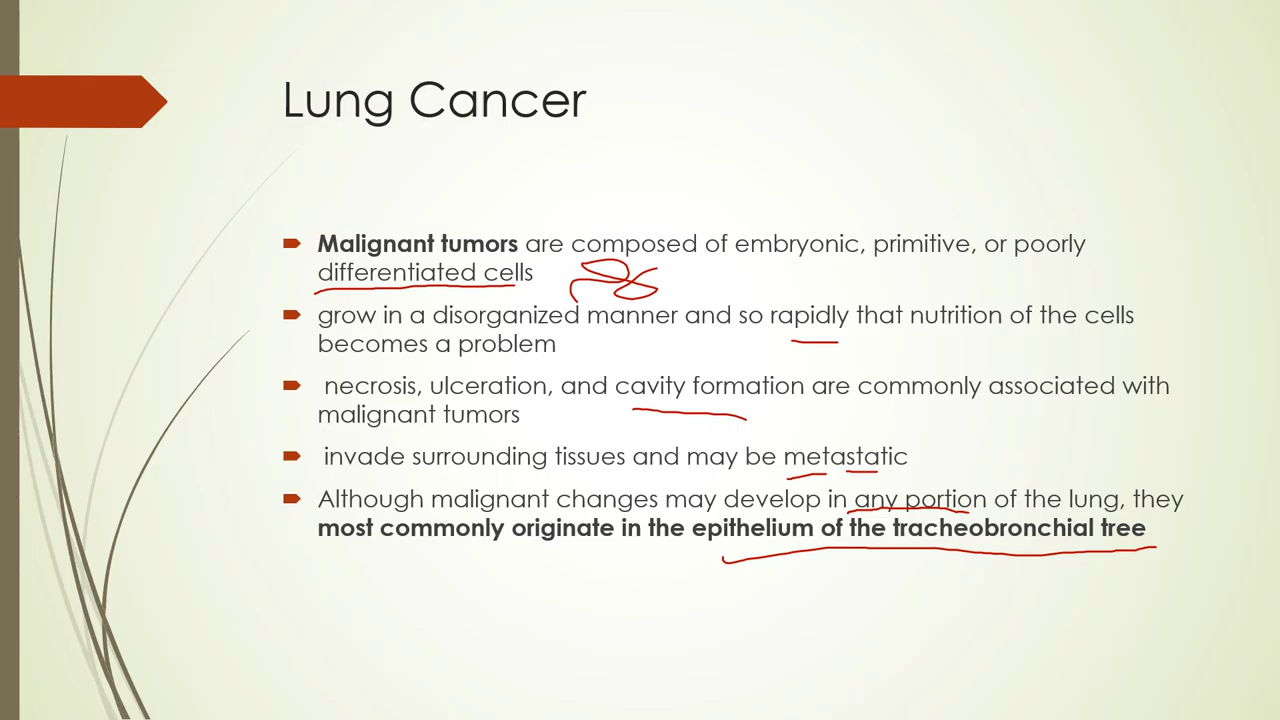 Lung Cancer
Malignant tumors are composed of embryonic, primitive, or poorly
differentiated cells
grow in a disorganized manner and so rapidly that nutrition of the cells
becomes a problem
necrosis, ulceration, and cavity formation are commonly associated with
malignant tumors
invade surrounding tissues and may be metastatic
Although malignant changes may develop in any portion of the lung, they
most commonly originate in the epithelium of the tracheobronchial tree